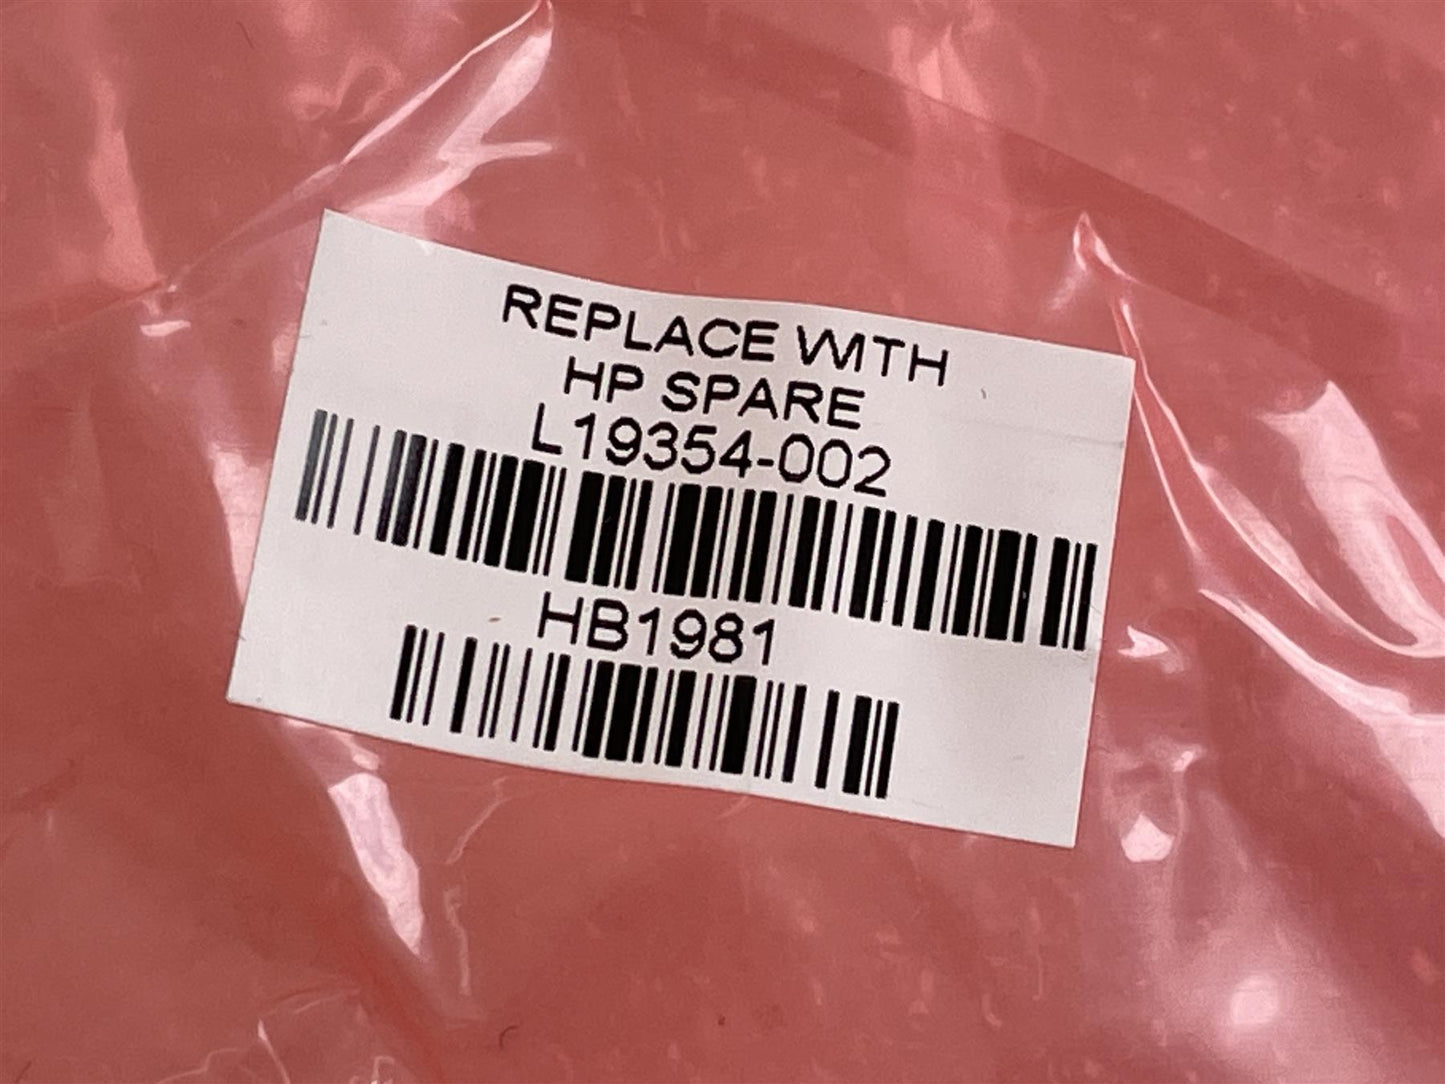 REPLACE WITH
HP SPARE
L19354-002
HB1981